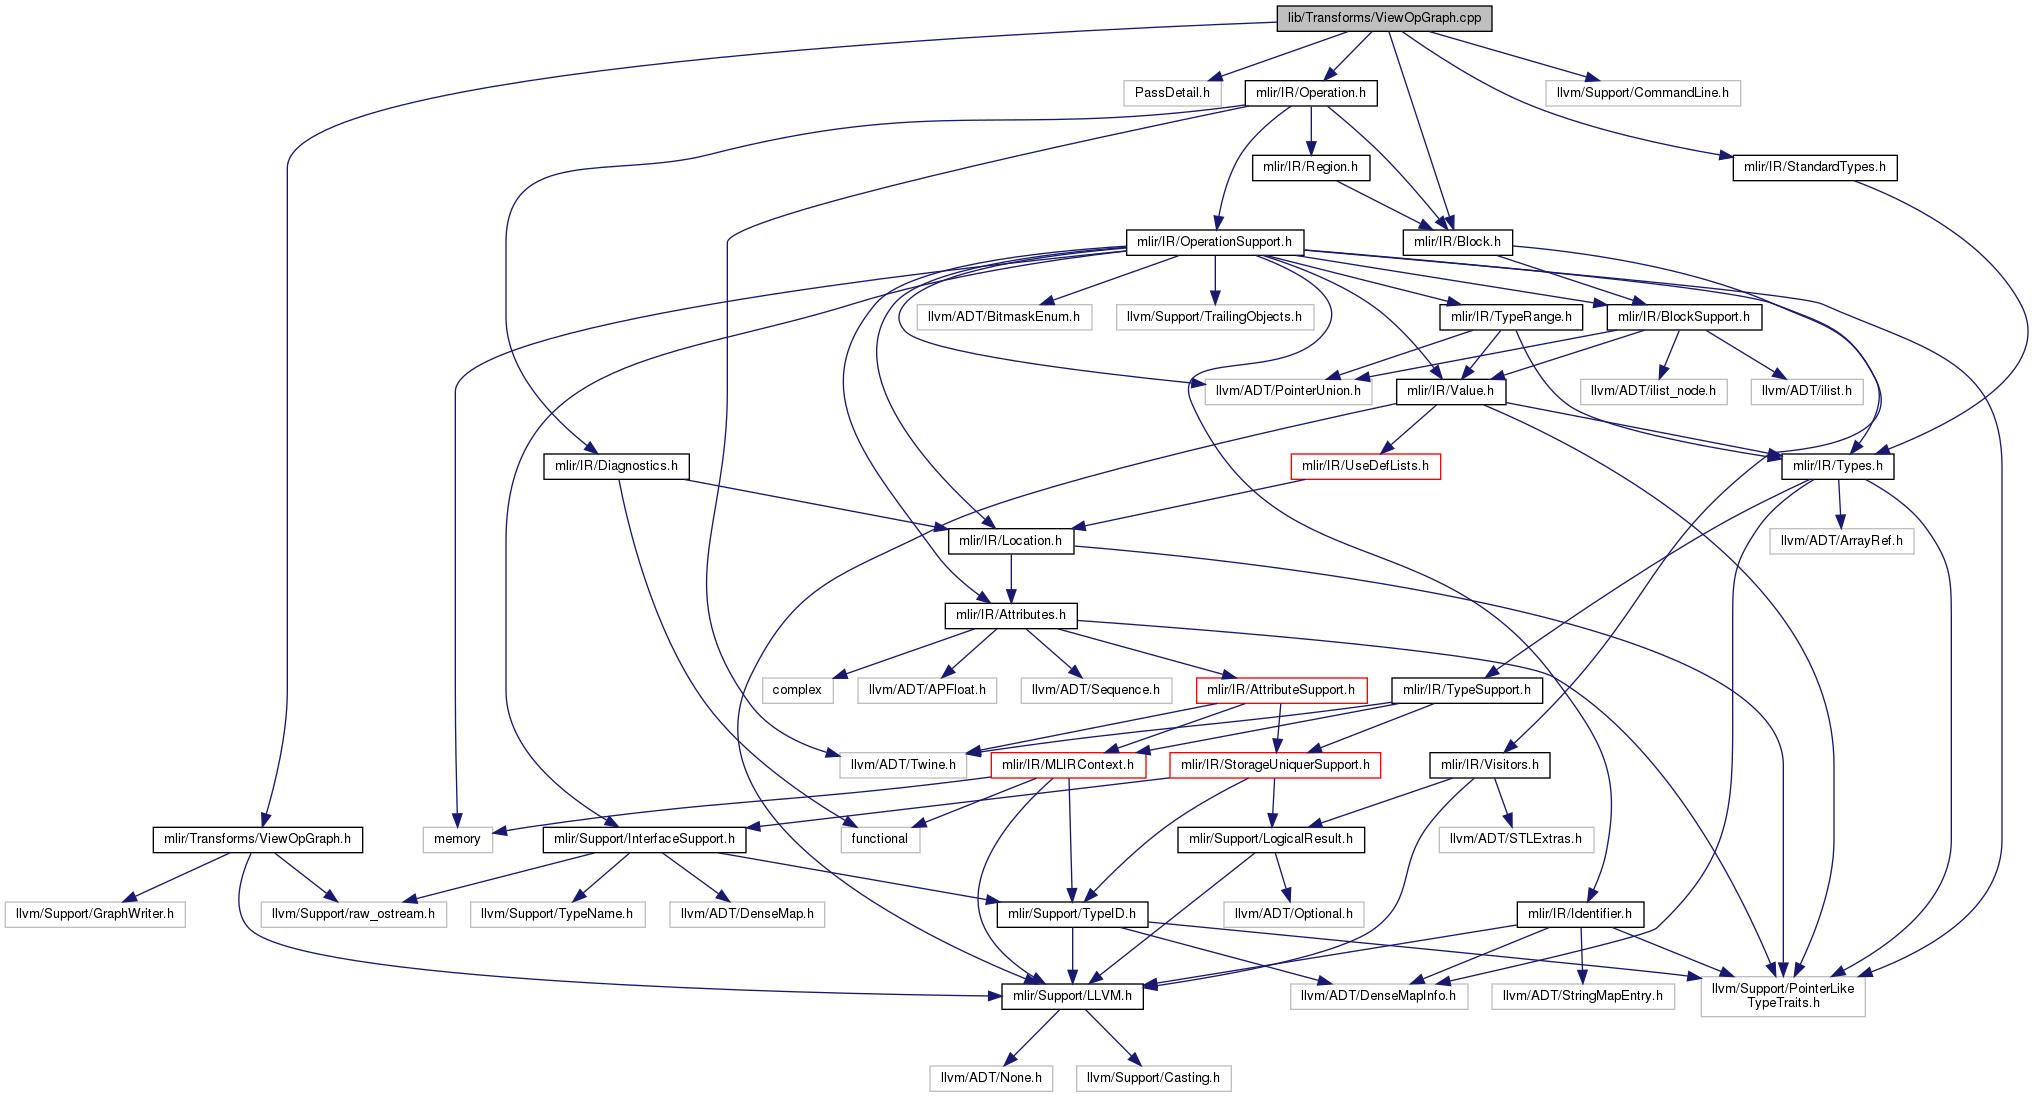 lib/Transforms/ViewOpGraph.cpp
PassDetail.h
mlir/IR/Operation.h
llvm/Support/CommandLine.h
mlir/IR/Region.h
mlir/IR/StandardTypes.h
mlir/IR/OperationSupport.h
mlir/IR/Block.h
llvm/ADT/BitmaskEnum.h
llvm/Support/TrailingObjects.h
mlir/IR/TypeRange.h
mlir/IR/BlockSupport.h
llvm/ADT/PointerUnion.h
mlir/IR/Value.h
llvm/ADT/ilist_node.h
llvm/ADT/ilist.h
mlir/IR/Diagnostics.h
mlir/IR/UseDefLists.h
mlir/IR/Types.h
mlir/IR/Location.h
llvm/ADT/ArrayRef.h
mlir/IR/Attributes.h
complex
llvm/ADT/APFloat.h
llvm/ADT/Sequence.h
mlir/IR/AttributeSupport.h
mlir/IR/TypeSupport.h
llvm/ADT/Twine.h
mlir/IR/MLIRContext.h
mlir/IR/StorageUniquerSupport.h
mlir/IR/Visitors.h
mlir/Transforms/ViewOpGraph.h
memory
mlir/Support/InterfaceSupport.h
functional
mlir/Support/LogicalResult.h
llvm/ADT/STLExtras.h
llvm/Support/GraphWriter.h
llvm/Support/raw_ostream.h
llvm/Support/TypeName.h
llvm/ADT/DenseMap.h
mlir/Support/TypeID.h
llvm/ADT/Optional.h
mlir/IR/Identifier.h
mlir/Support/LLVM.h
llvm/ADT/DenseMapInfo.h
llvm/ADT/StringMapEntry.h
llvm/Support/PointerLike
TypeTraits.h
llvm/ADT/None.h
llvm/Support/Casting.h